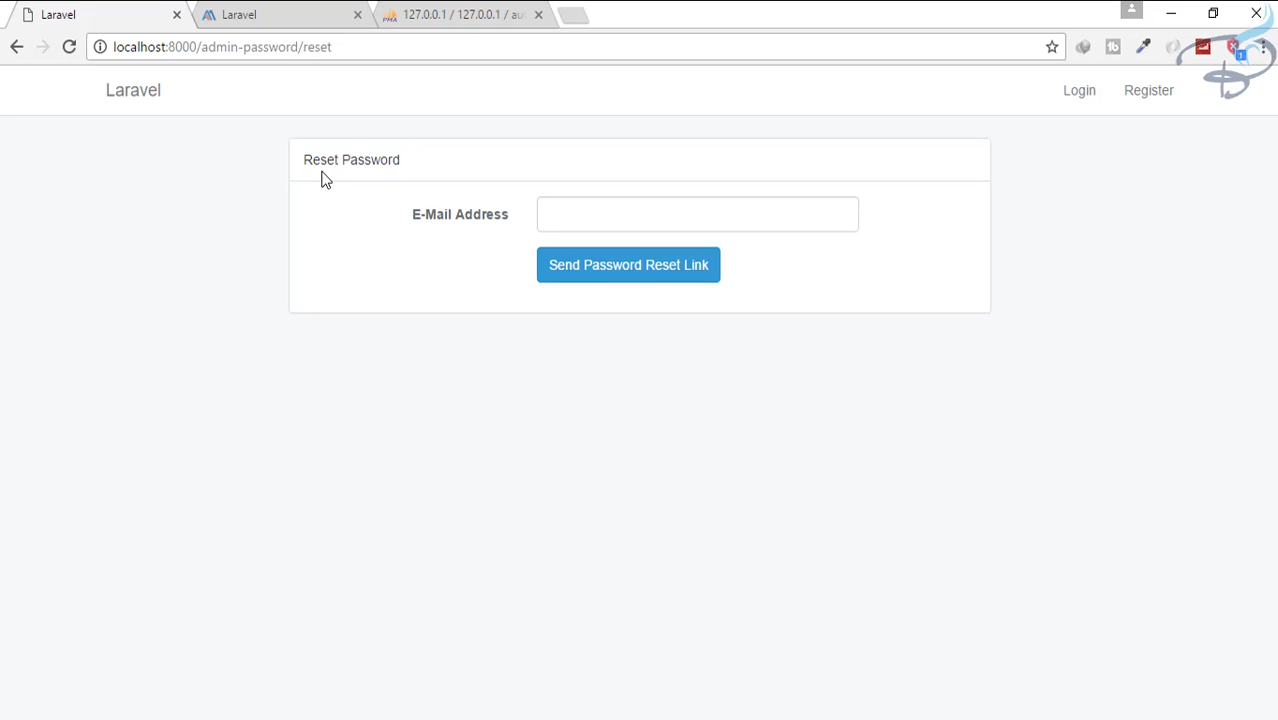 Laravel
Laravel
127.0.0.1 / 127.0.0.1 / au
localhost:8000/admin-password/reset
Laravel
Login
Register
Reset Password
E-Mail Address
Send Password Reset Link